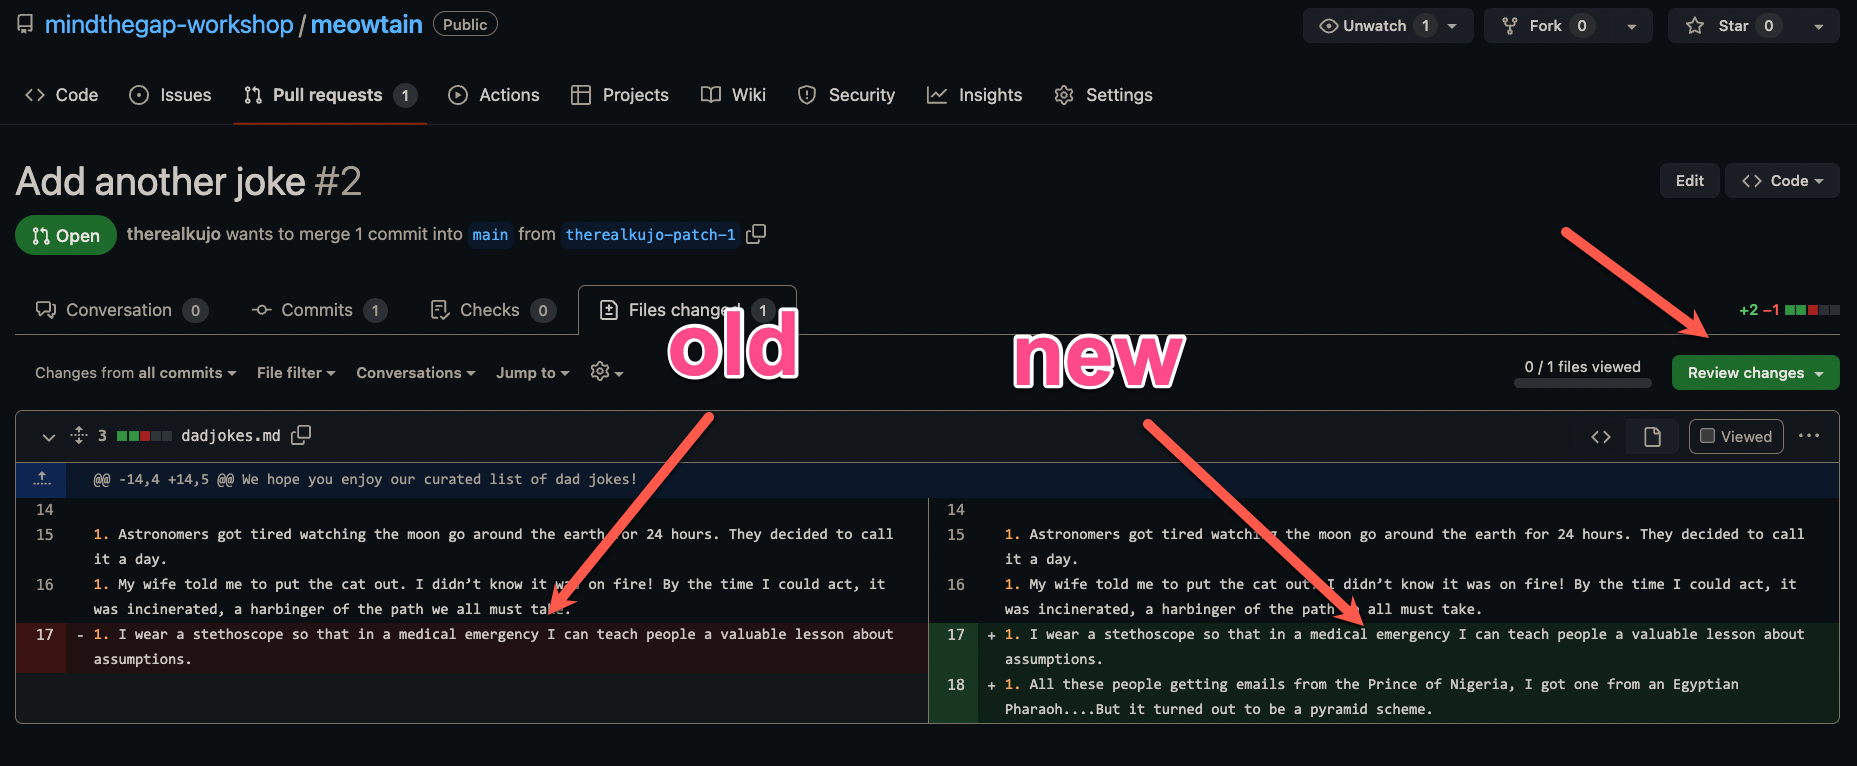 mindthegap-workshop / meowtain Public
Unwatch 1 Fork 0 Star 0
Code Issues Pull requests 1 Actions Projects Wiki Security Insights Settings
Add another joke #2
Edit <> Code
Open therealkujo wants to merge 1 commit into main from therealkujo-patch-1
Conversation 0 Commits 1 Checks 0 Files changed 1
+2 −1
old new
Changes from all commits File filter Conversations Jump to
0 / 1 files viewed Review changes
3 dadjokes.md
<> Viewed ...
@@ -14,4 +14,5 @@ We hope you enjoy our curated list of dad jokes!
14
15 1. Astronomers got tired watching the moon go around the earth for 24 hours. They decided to call
it a day.
16 1. My wife told me to put the cat out. I didn’t know it was on fire! By the time I could act, it
was incinerated, a harbinger of the path we all must take.
17 - 1. I wear a stethoscope so that in a medical emergency I can teach people a valuable lesson about
assumptions.
14
15 1. Astronomers got tired watching the moon go around the earth for 24 hours. They decided to call
it a day.
16 1. My wife told me to put the cat out. I didn’t know it was on fire! By the time I could act, it
was incinerated, a harbinger of the path we all must take.
17 + 1. I wear a stethoscope so that in a medical emergency I can teach people a valuable lesson about
assumptions.
18 + 1. All these people getting emails from the Prince of Nigeria, I got one from an Egyptian
Pharaoh....But it turned out to be a pyramid scheme.